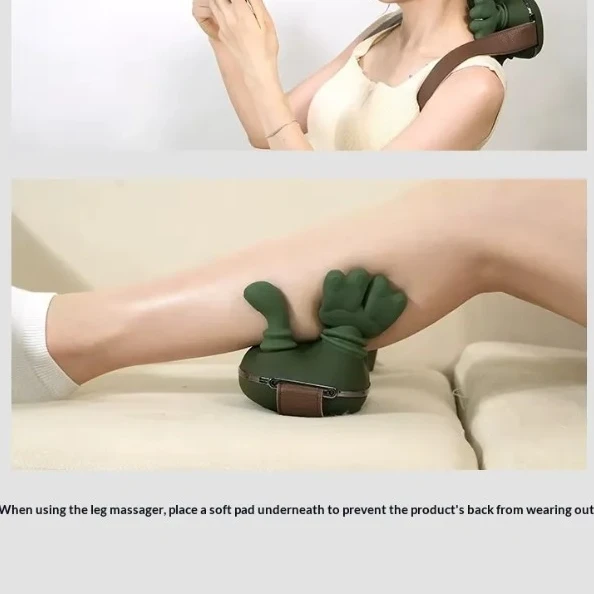 When using the leg massager, place a soft pad underneath to prevent the product's back from wearing out